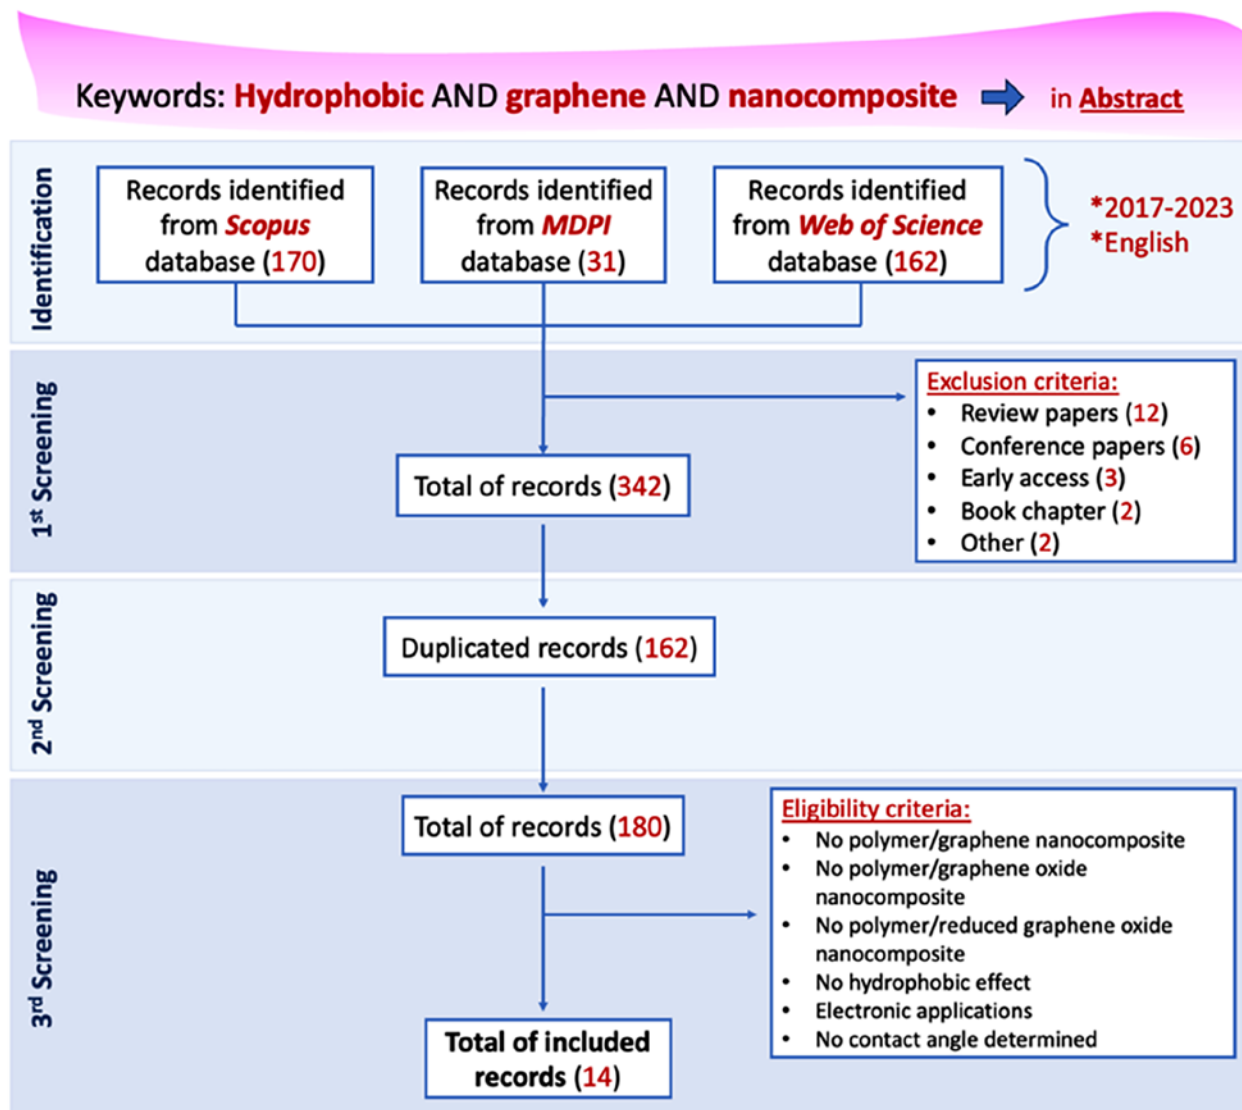 Keywords: Hydrophobic AND graphene AND nanocomposite in Abstract
Identification
Records identified
from Scopus
database (170)
Records identified
from MDPI
database (31)
Records identified
from Web of Science
database (162)
*2017-2023
*English
1st Screening
Exclusion criteria:
• Review papers (12)
• Conference papers (6)
• Early access (3)
• Book chapter (2)
• Other (2)
Total of records (342)
2nd Screening
Duplicated records (162)
3rd Screening
Total of records (180)
Eligibility criteria:
• No polymer/graphene nanocomposite
• No polymer/graphene oxide
nanocomposite
• No polymer/reduced graphene oxide
nanocomposite
• No hydrophobic effect
• Electronic applications
• No contact angle determined
Total of included
records (14)